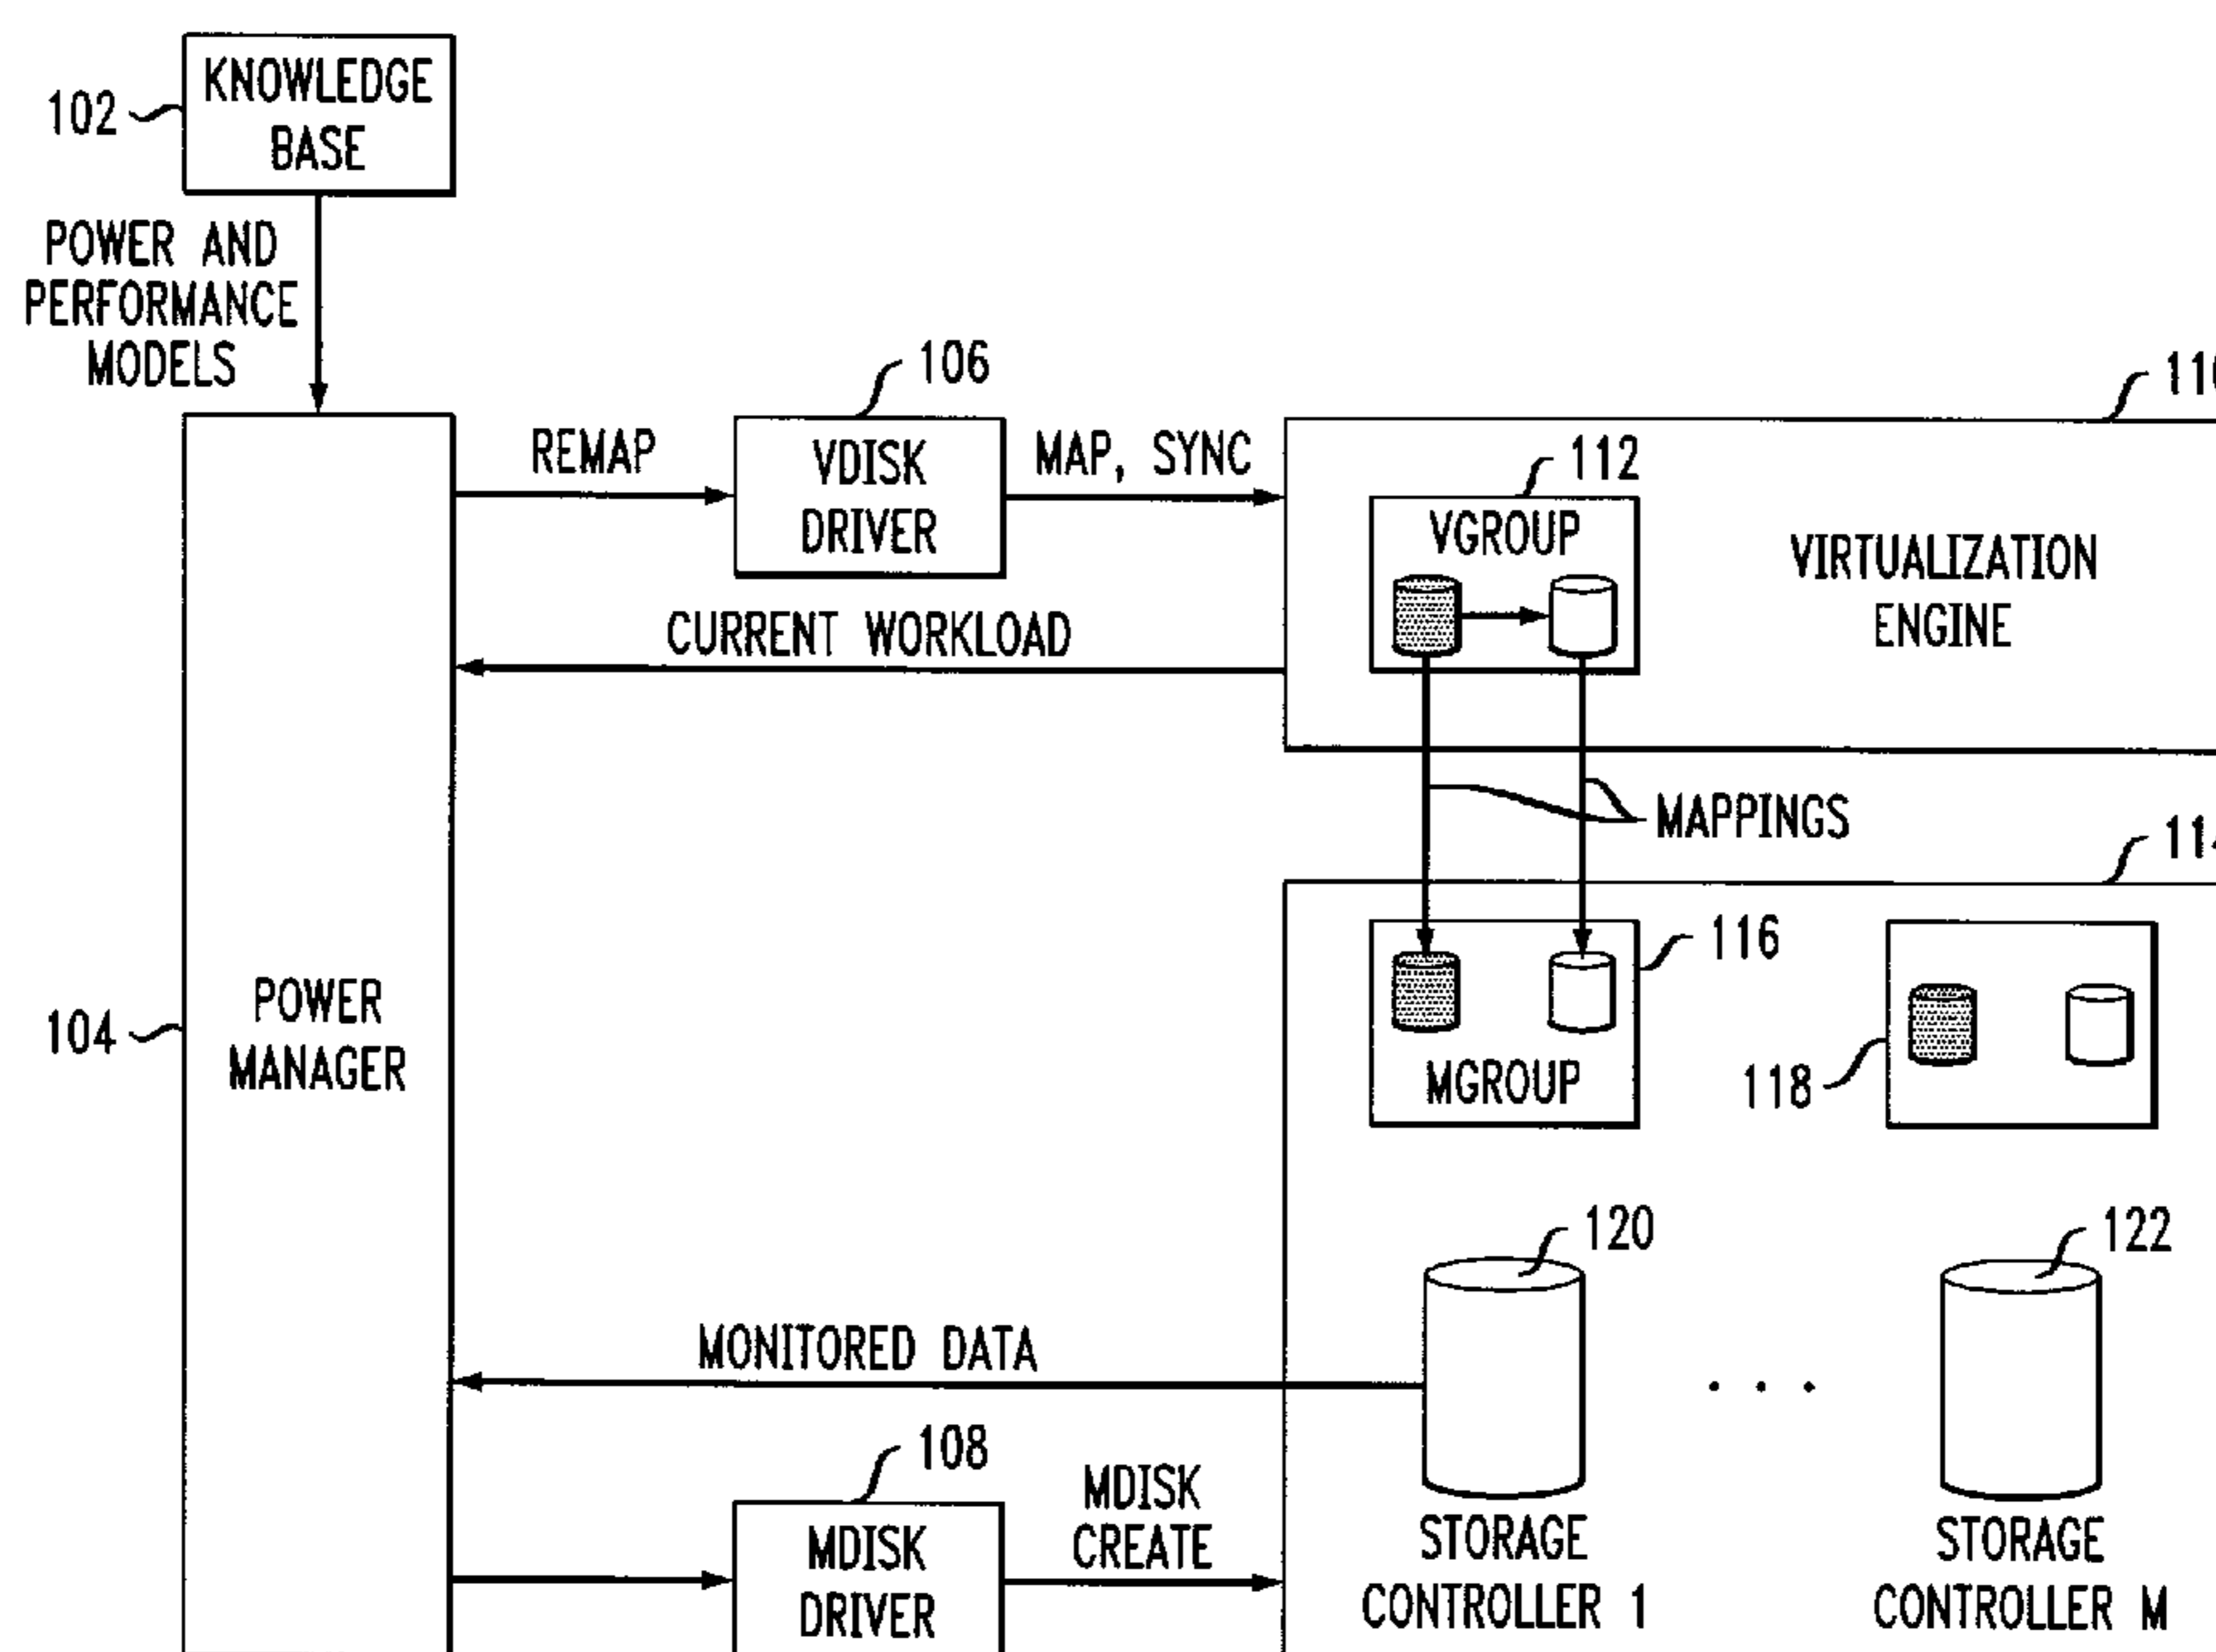 KNOWLEDGE
BASE
102
POWER AND
PERFORMANCE
MODELS
106
REMAP
VDISK
DRIVER
MAP, SYNC
112
VGROUP
VIRTUALIZATION
ENGINE
CURRENT WORKLOAD
MAPPINGS
116
MGROUP
118
104
POWER
MANAGER
120
122
MONITORED DATA
. . .
108
MDISK
DRIVER
MDISK
CREATE
STORAGE
CONTROLLER 1
STORAGE
CONTROLLER M